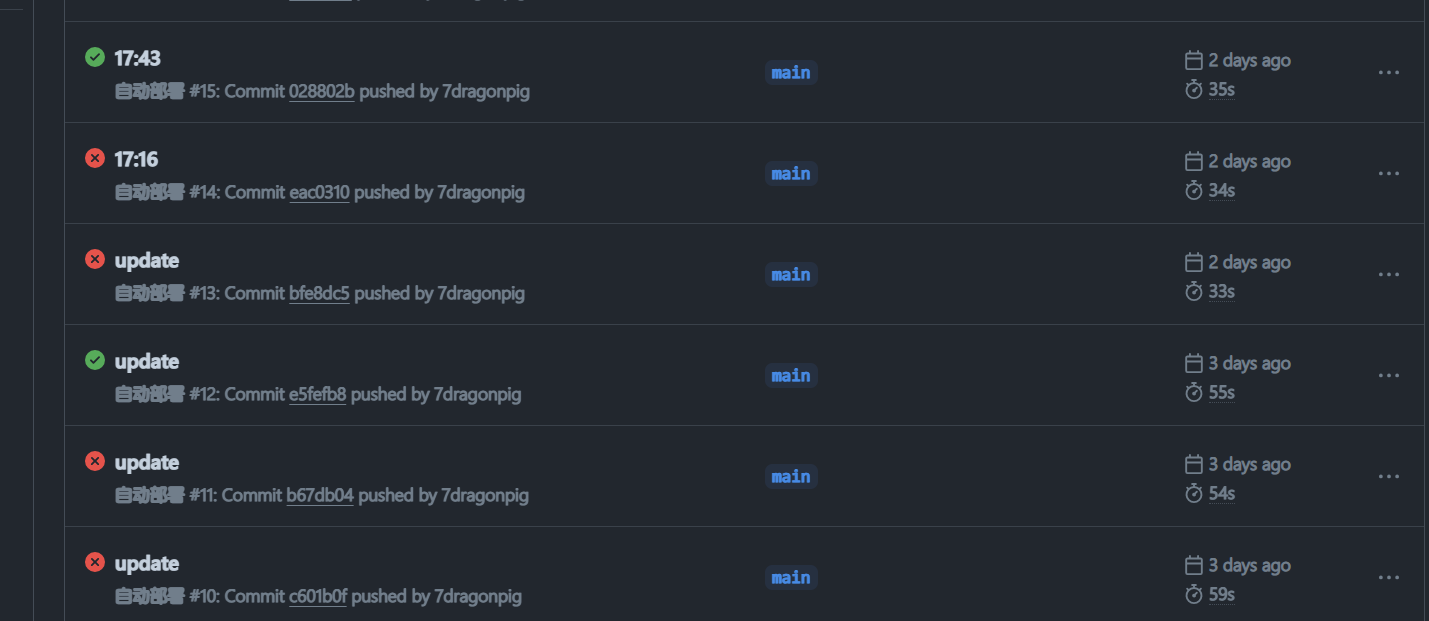 17:43
自动部署 #15: Commit 028802b pushed by 7dragonpig
main
2 days ago
35s
17:16
自动部署 #14: Commit eac0310 pushed by 7dragonpig
main
2 days ago
34s
update
自动部署 #13: Commit bfe8dc5 pushed by 7dragonpig
main
2 days ago
33s
update
自动部署 #12: Commit e5fefb8 pushed by 7dragonpig
main
3 days ago
55s
update
自动部署 #11: Commit b67db04 pushed by 7dragonpig
main
3 days ago
54s
update
自动部署 #10: Commit c601b0f pushed by 7dragonpig
main
3 days ago
59s